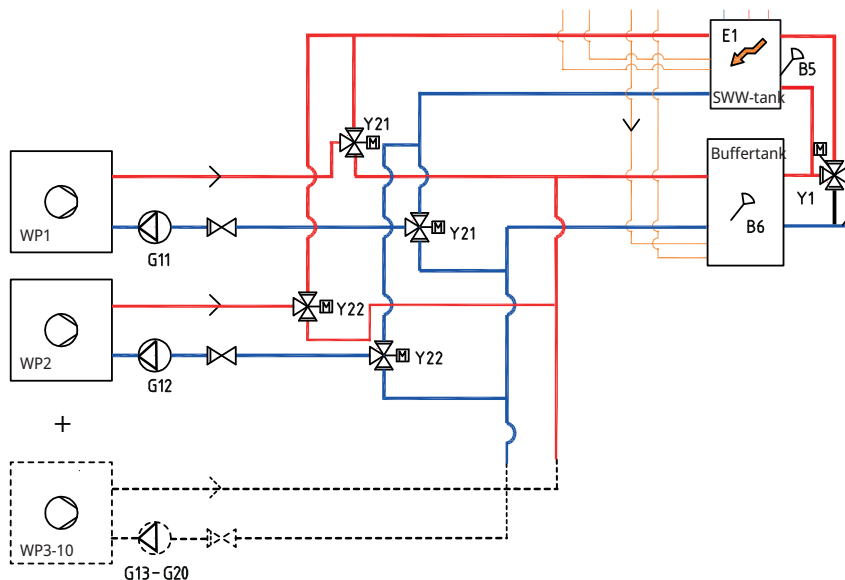 E1
B5
SWW-tank
Y21
M
M
Buffertank
Y1
WP1
G11
M
Y21
B6
M
Y22
WP2
G12
M
Y22
+
WP3-10
G13-G20